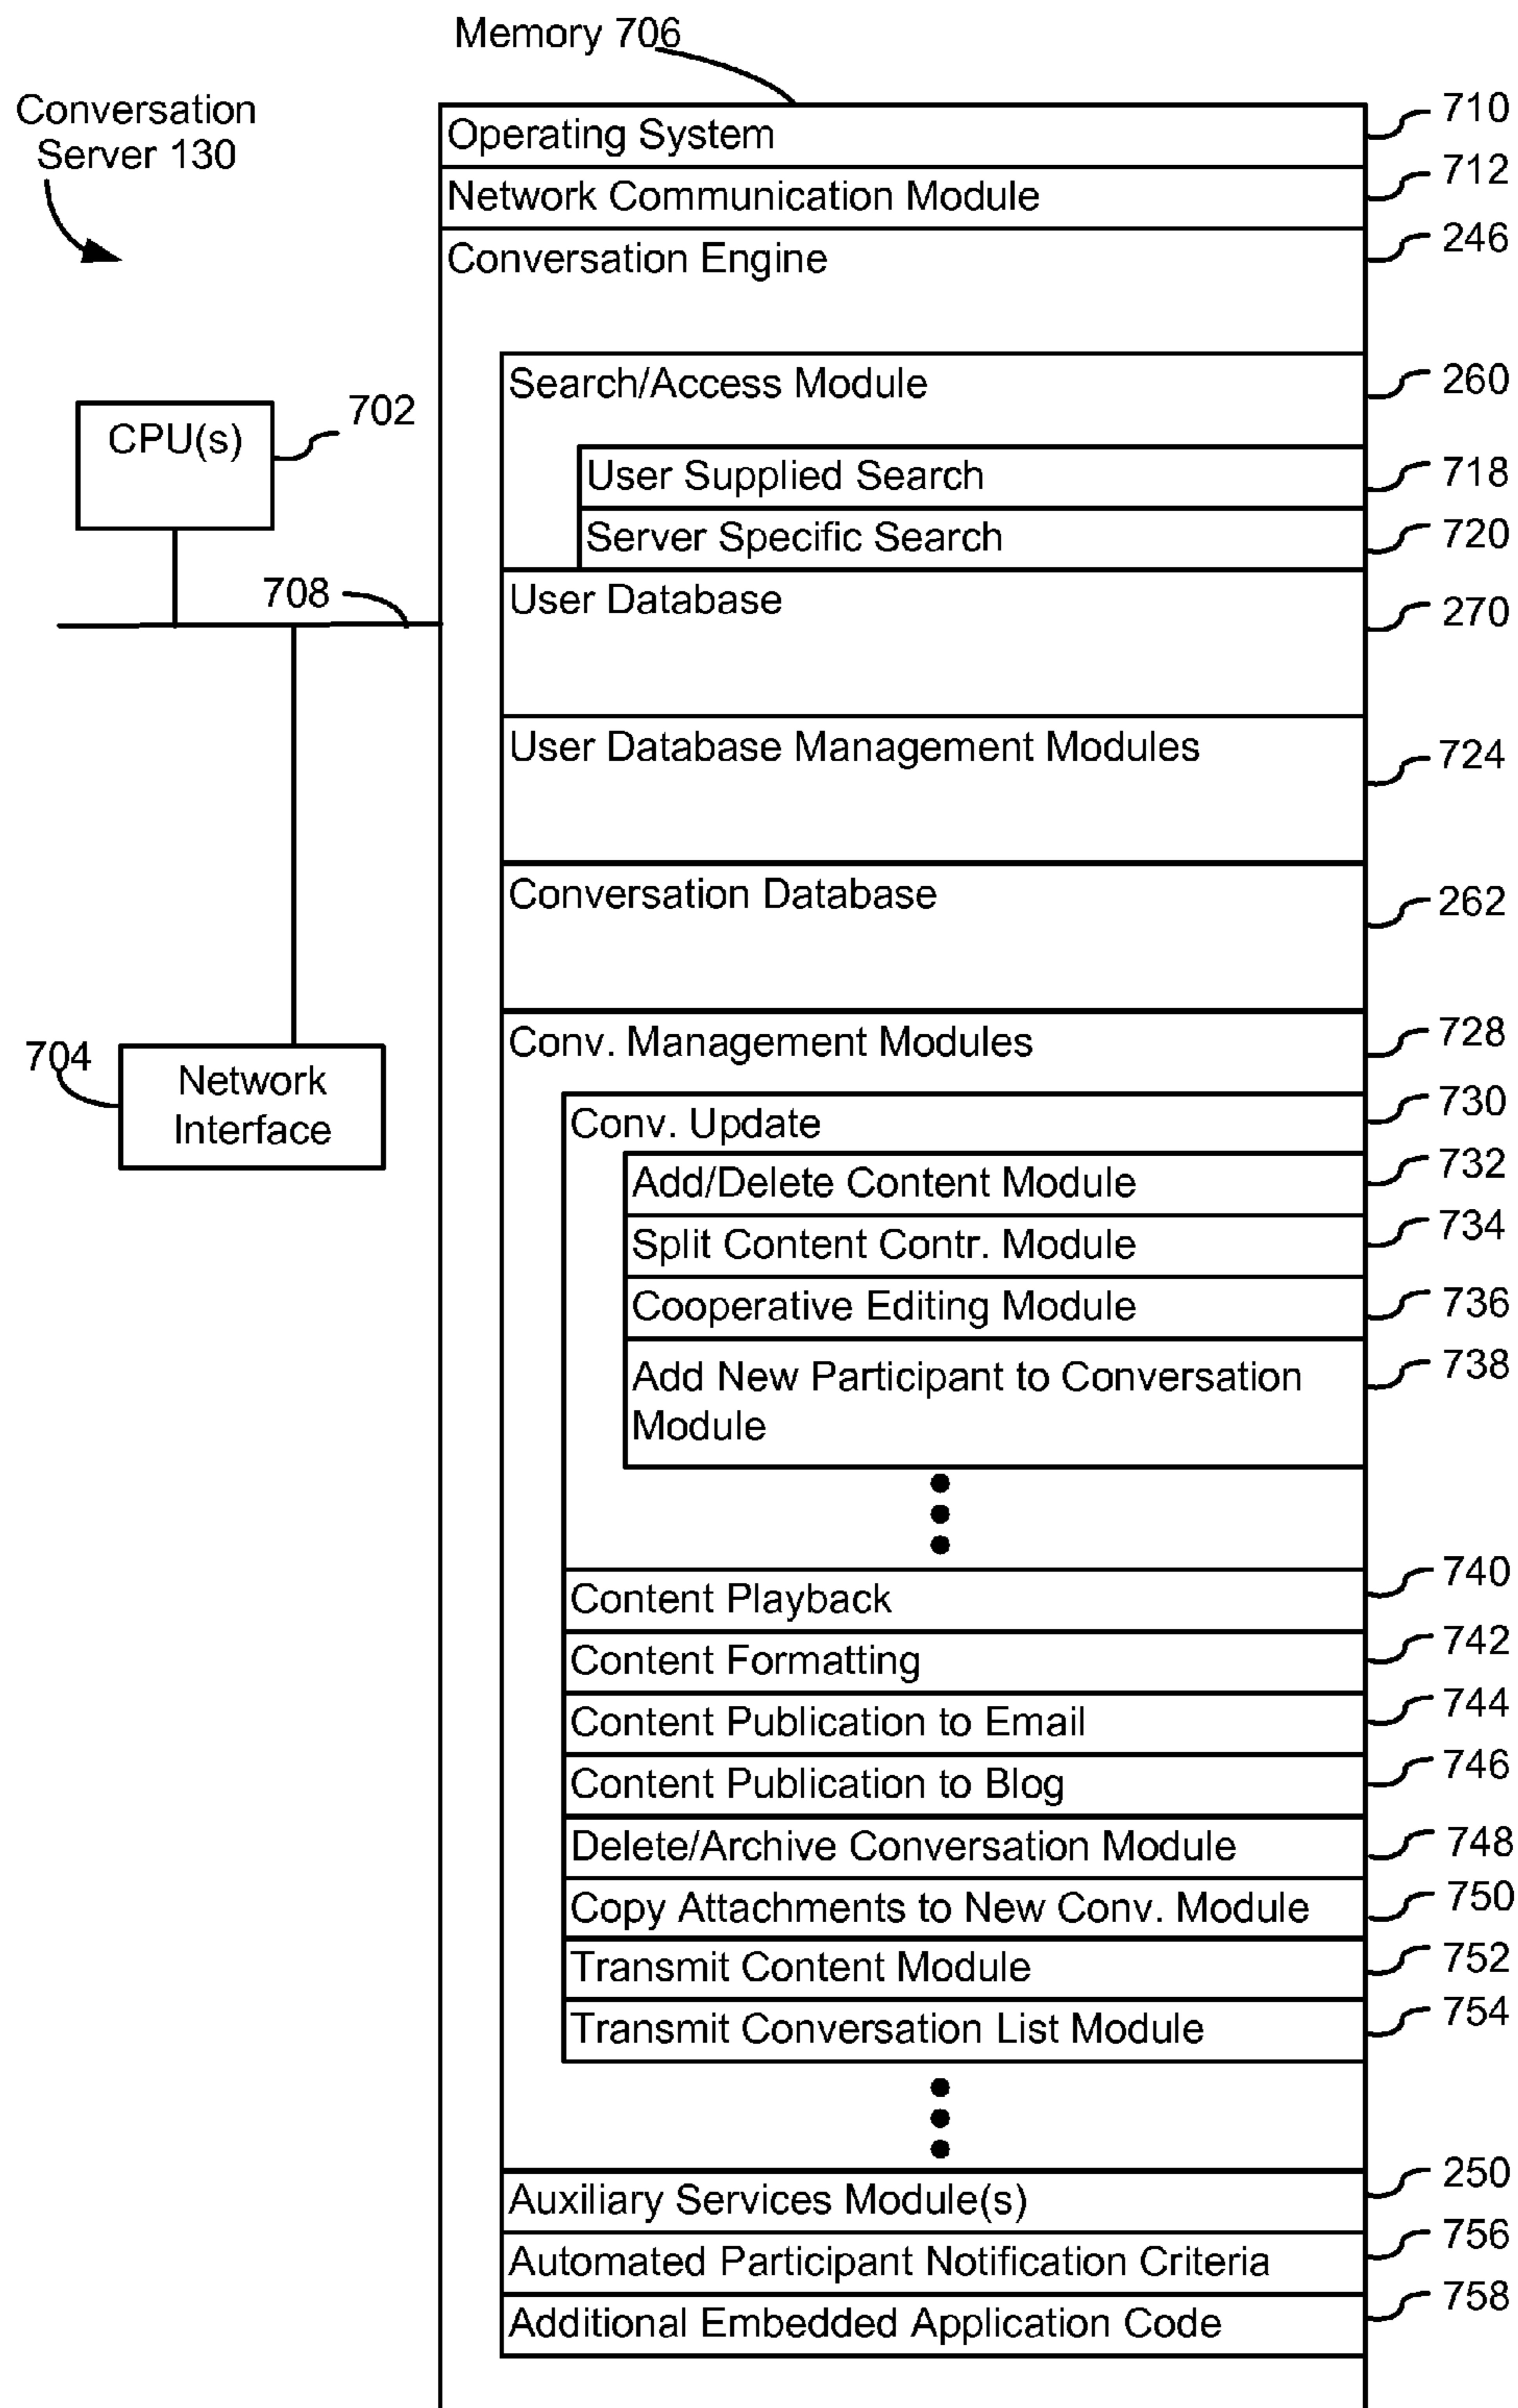 Memory 706
Conversation
Server 130
Operating System
710
Network Communication Module
712
Conversation Engine
246
Search/Access Module
260
CPU(s)
702
User Supplied Search
718
Server Specific Search
720
708
User Database
270
User Database Management Modules
724
Conversation Database
262
Conv. Management Modules
728
704
Network
Interface
Conv. Update
730
Add/Delete Content Module
732
Split Content Contr. Module
734
Cooperative Editing Module
736
Add New Participant to Conversation
Module
738
Content Playback
740
Content Formatting
742
Content Publication to Email
744
Content Publication to Blog
746
Delete/Archive Conversation Module
748
Copy Attachments to New Conv. Module
750
Transmit Content Module
752
Transmit Conversation List Module
754
Auxiliary Services Module(s)
250
Automated Participant Notification Criteria
756
Additional Embedded Application Code
758